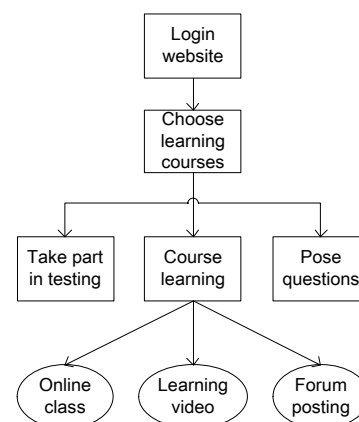 Login
website
Choose
learning
courses
Take part
in testing
Course
learning
Pose
questions
Online
class
Learning
video
Forum
posting